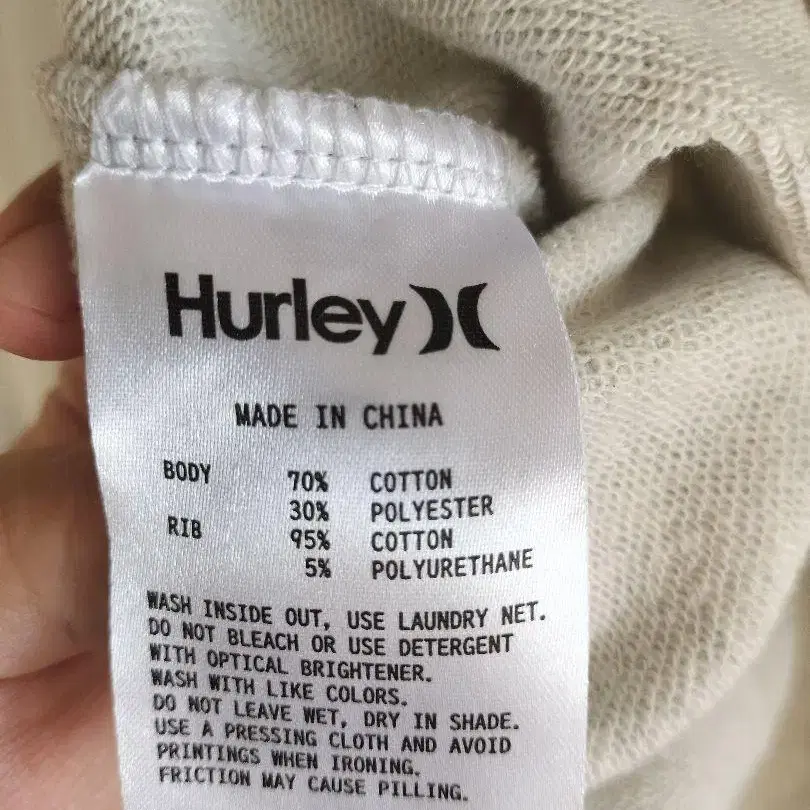 Hurley
MADE IN CHINA
BODY 70% COTTON
30% POLYESTER
RIB 95% COTTON
5% POLYURETHANE
WASH INSIDE OUT, USE LAUNDRY NET.
DO NOT BLEACH OR USE DETERGENT
WITH OPTICAL BRIGHTENER.
WASH WITH LIKE COLORS.
DO NOT LEAVE WET, DRY IN SHADE.
USE A PRESSING CLOTH AND AVOID
PRINTINGS WHEN IRONING.
FRICTION MAY CAUSE PILLING.